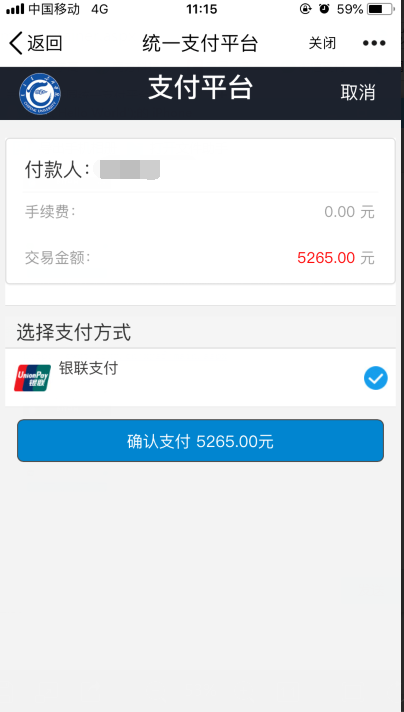 中国移动 4G 11:15 59%
返回 统一支付平台 关闭
支付平台 取消
付款人：
手续费： 0.00 元
交易金额： 5265.00 元
选择支付方式
UnionPay
银联
银联支付
确认支付 5265.00元